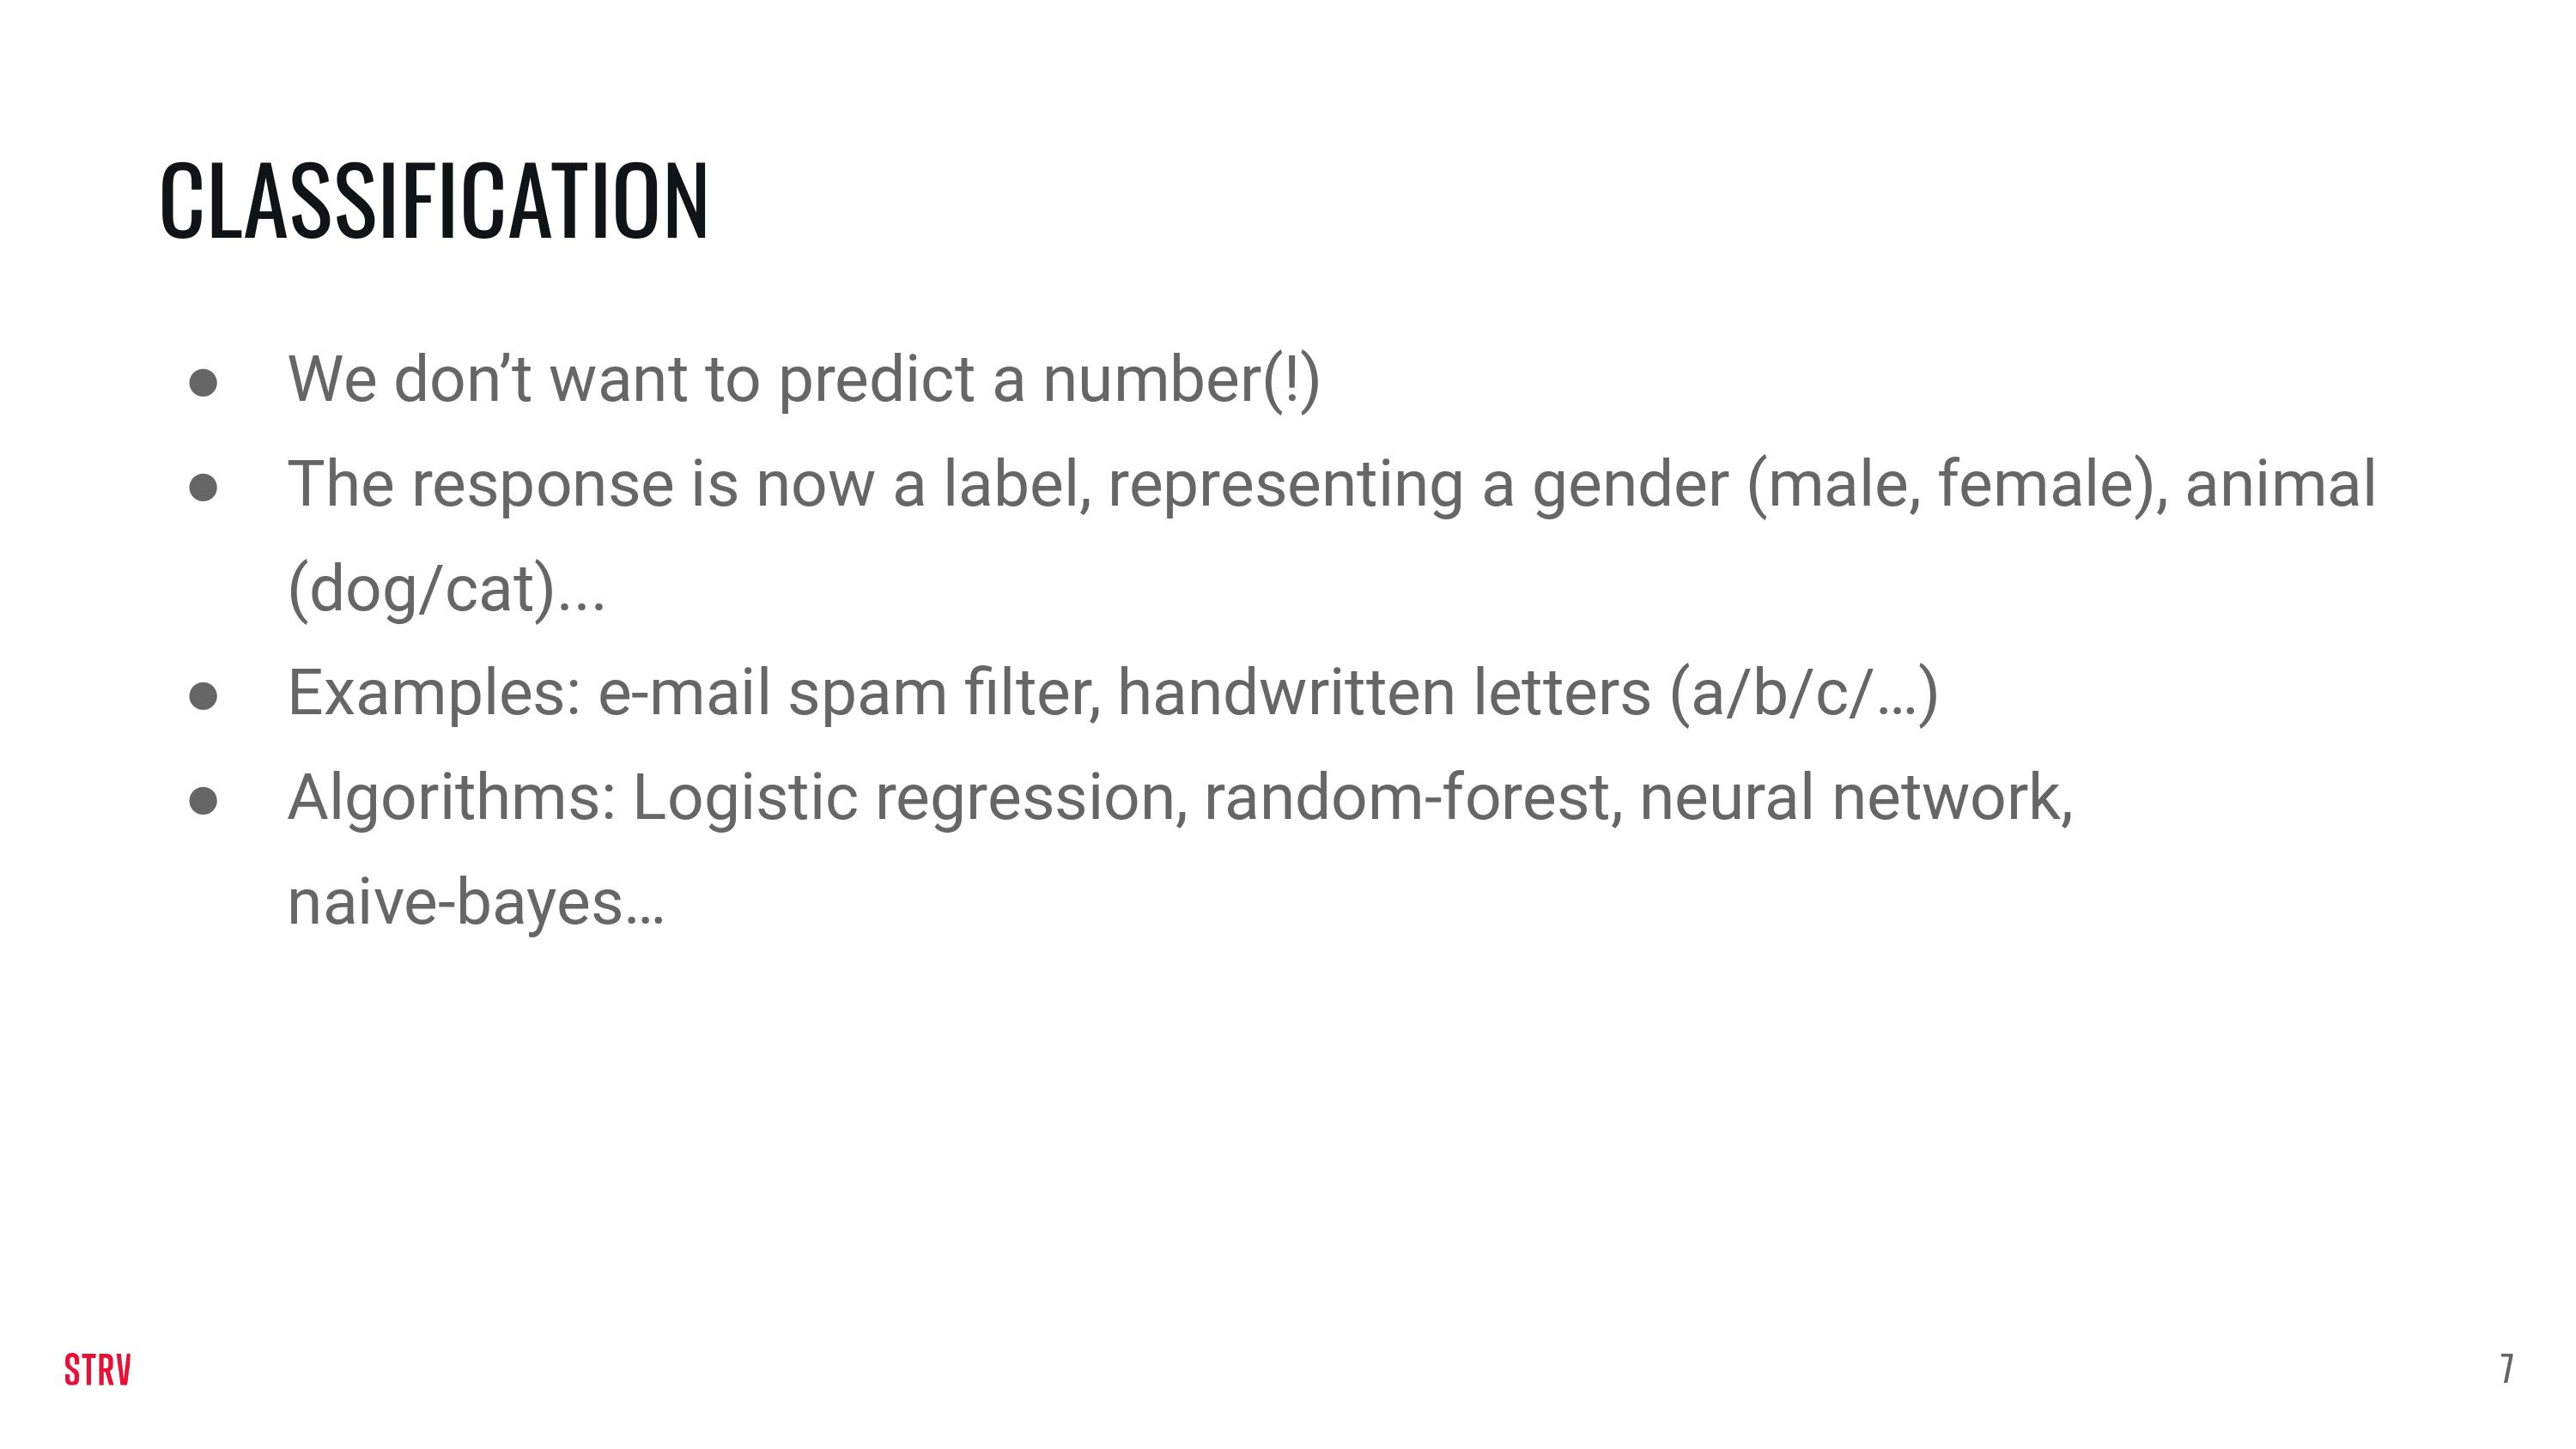 CLASSIFICATION
● We don’t want to predict a number(!)
● The response is now a label, representing a gender (male, female), animal
(dog/cat)...
● Examples: e-mail spam filter, handwritten letters (a/b/c/…)
● Algorithms: Logistic regression, random-forest, neural network,
naive-bayes…
STRV
7